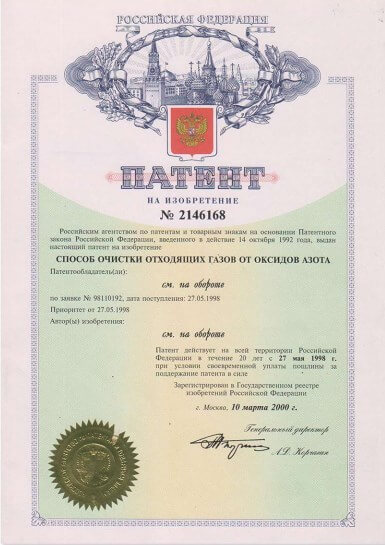 РОССИЙСКАЯ ФЕДЕРАЦИЯ
ПАТЕНТ
НА ИЗОБРЕТЕНИЕ
№ 2146168
Российским агентством по патентам и товарным знакам на основании Патентного
закона Российской Федерации, введенного в действие 14 октября 1992 года, выдан
настоящий патент на изобретение
СПОСОБ ОЧИСТКИ ОТХОДЯЩИХ ГАЗОВ ОТ ОКСИДОВ АЗОТА
Патентообладатель(ли):
см. на обороте
по заявке № 98110192, дата поступления: 27.05.1998
Приоритет от 27.05.1998
Автор(ы) изобретения:
см. на обороте
Патент действует на всей территории Российской
Федерации в течение 20 лет с 27 мая 1998 г.
при условии своевременной уплаты пошлины за
поддержание патента в силе
Зарегистрирован в Государственном реестре
изобретений Российской Федерации
г. Москва, 10 марта 2000 г.
Генеральный директор
А.Д. Корчагин